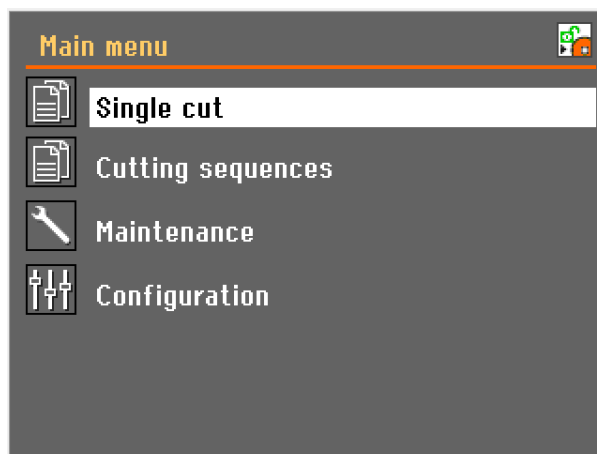 Main menu
Single cut
Cutting sequences
Maintenance
Configuration